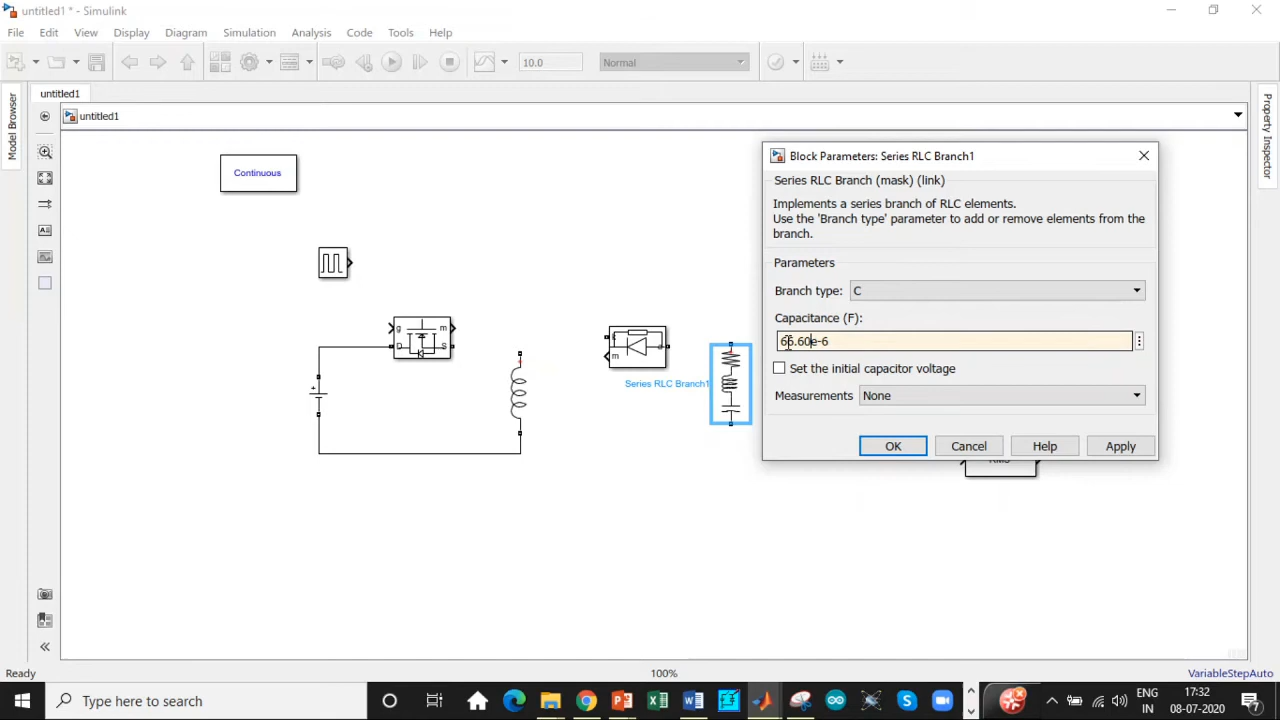 untitled1 * - Simulink
File Edit View Display Diagram Simulation Analysis Code Tools Help
10.0
Normal
untitled1
untitled1
Model Browser
Property Inspector
Continuous
g m
D S
+
m
Series RLC Branch1
Block Parameters: Series RLC Branch1
Series RLC Branch (mask) (link)
Implements a series branch of RLC elements.
Use the 'Branch type' parameter to add or remove elements from the
branch.
Parameters
Branch type: C
Capacitance (F):
66.60e-6
Set the initial capacitor voltage
Measurements None
OK Cancel Help Apply
Ready
100%
VariableStepAuto
Type here to search
ENG
IN
17:32
08-07-2020